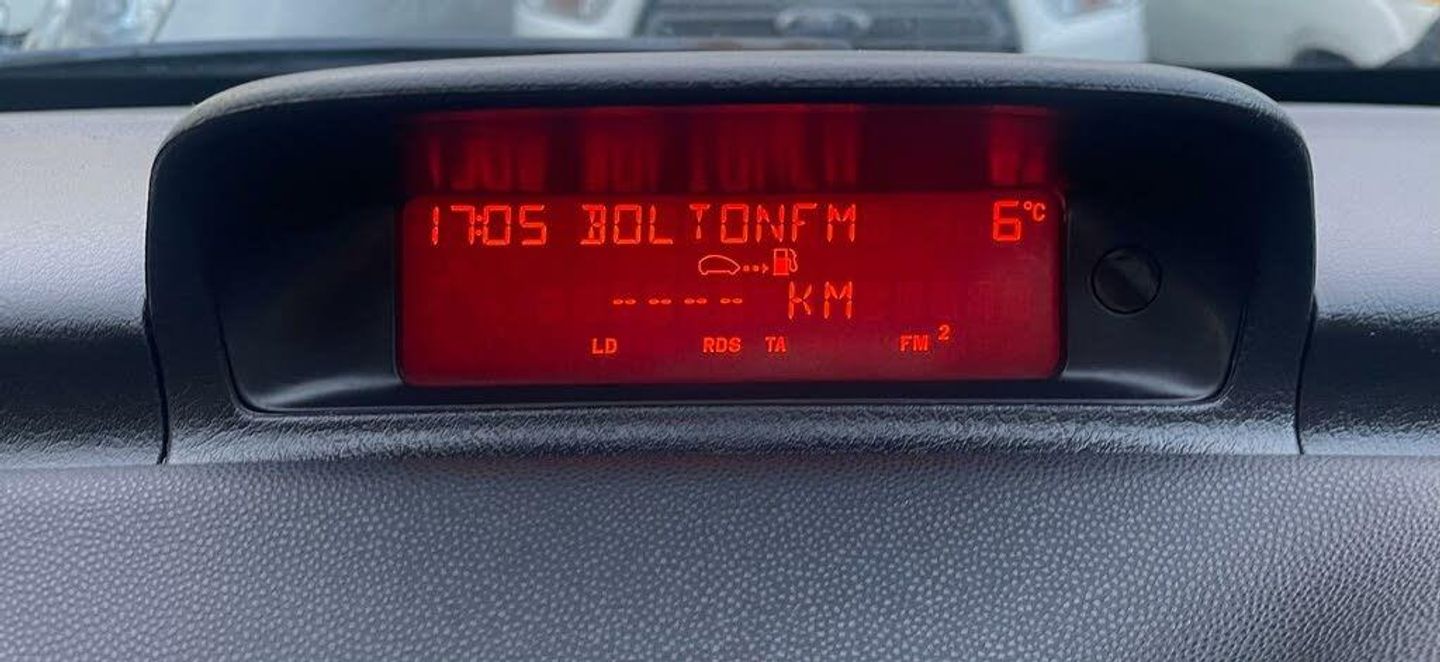 17:05 BOLTONFM 6°C
-- -- -- -- KM
LD RDS TA FM 2